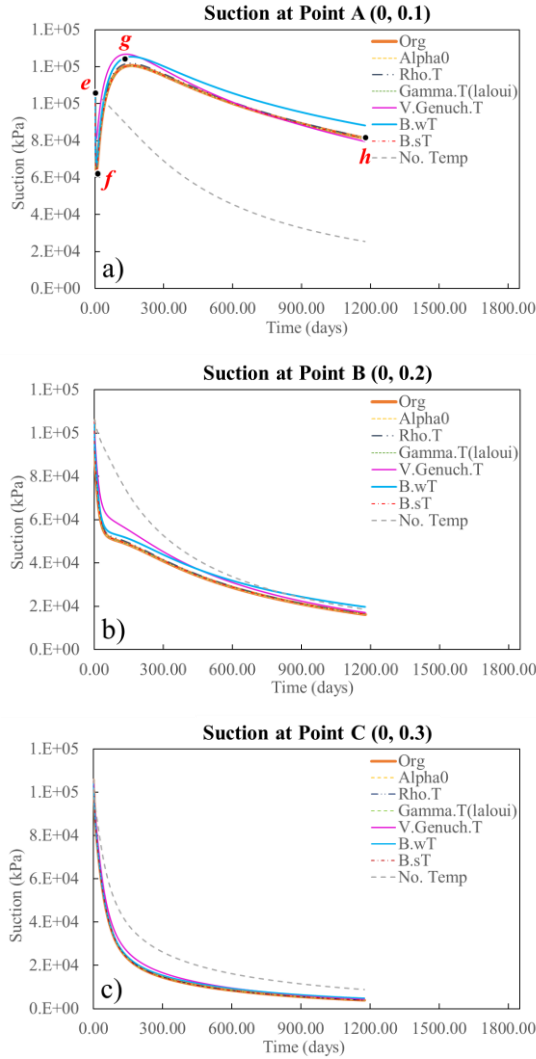 Suction at Point A (0, 0.1)
1.E+05
1.E+05
1.E+05
8.E+04
6.E+04
4.E+04
2.E+04
0.E+00
Suction (kPa)
e
g
f
h
Org
Alpha0
Rho.T
Gamma.T(laloui)
V.Genuch.T
B.wT
B.sT
No. Temp
a)
0.00 300.00 600.00 900.00 1200.00 1500.00 1800.00
Time (days)
Suction at Point B (0, 0.2)
1.E+05
1.E+05
8.E+04
6.E+04
4.E+04
2.E+04
0.E+00
Suction (kPa)
Org
Alpha0
Rho.T
Gamma.T(laloui)
V.Genuch.T
B.wT
B.sT
No. Temp
b)
0.00 300.00 600.00 900.00 1200.00 1500.00 1800.00
Time (days)
Suction at Point C (0, 0.3)
1.E+05
1.E+05
8.E+04
6.E+04
4.E+04
2.E+04
0.E+00
Suction (kPa)
Org
Alpha0
Rho.T
Gamma.T(laloui)
V.Genuch.T
B.wT
B.sT
No. Temp
c)
0.00 300.00 600.00 900.00 1200.00 1500.00 1800.00
Time (days)